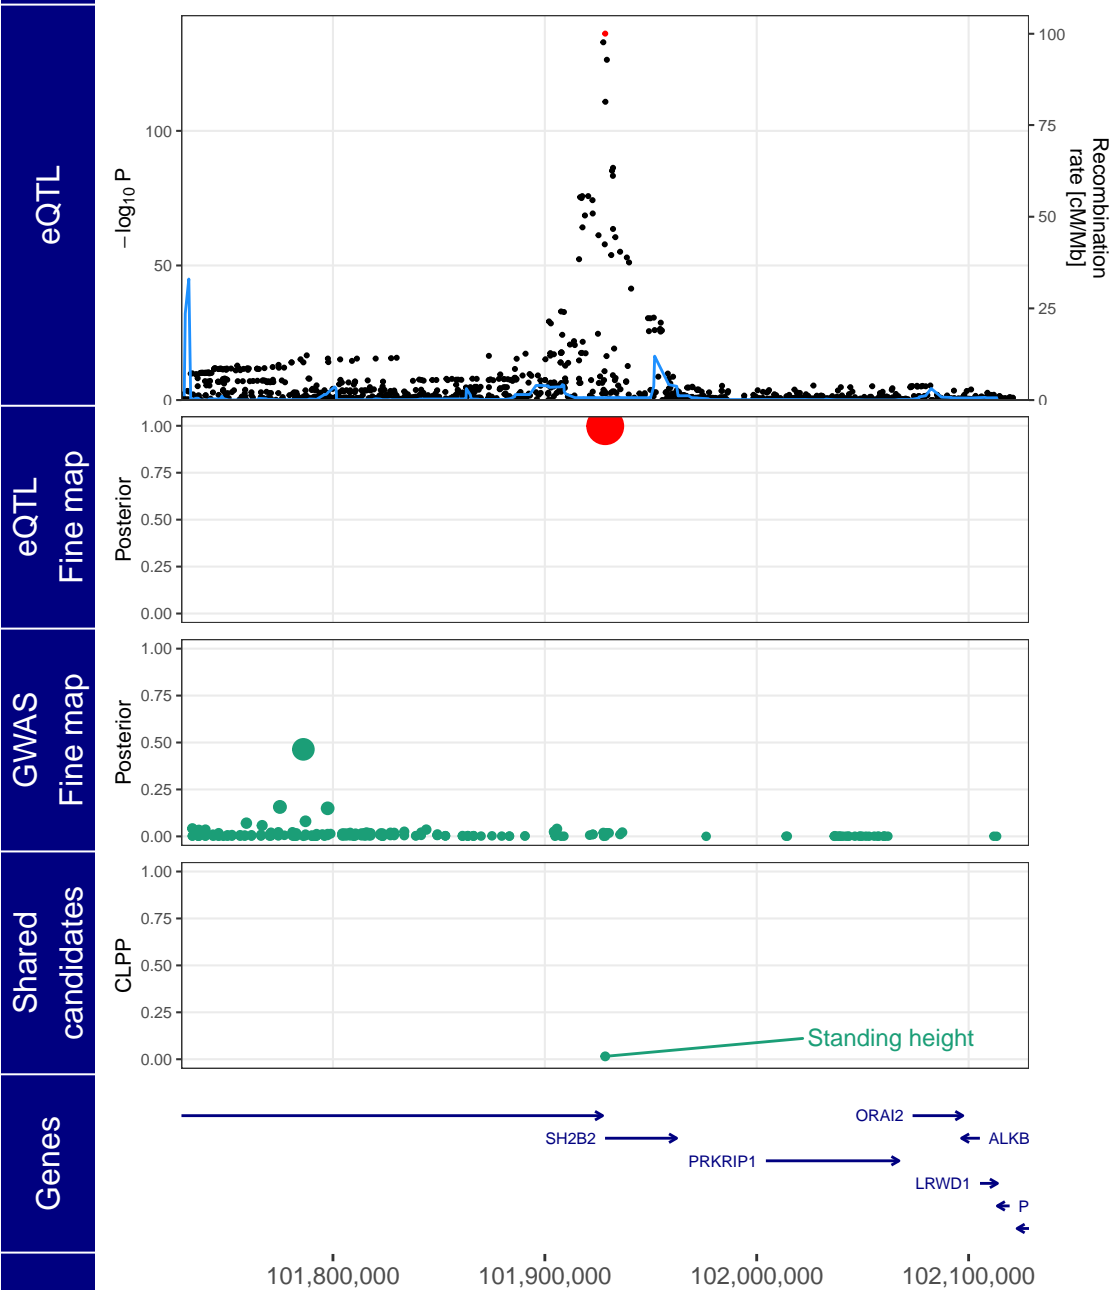 eQTL
−log10 P
0
50
100
0
25
50
75
100
Recombination
rate [cM/Mb]
eQTL
Fine map
Posterior
1.00
0.75
0.50
0.25
0.00
GWAS
Fine map
Posterior
1.00
0.75
0.50
0.25
0.00
Shared
candidates
CLPP
1.00
0.75
0.50
0.25
0.00
Standing height
Genes
ORAI2
SH2B2
ALKB
PRKRIP1
LRWD1
P
101,800,000
101,900,000
102,000,000
102,100,000